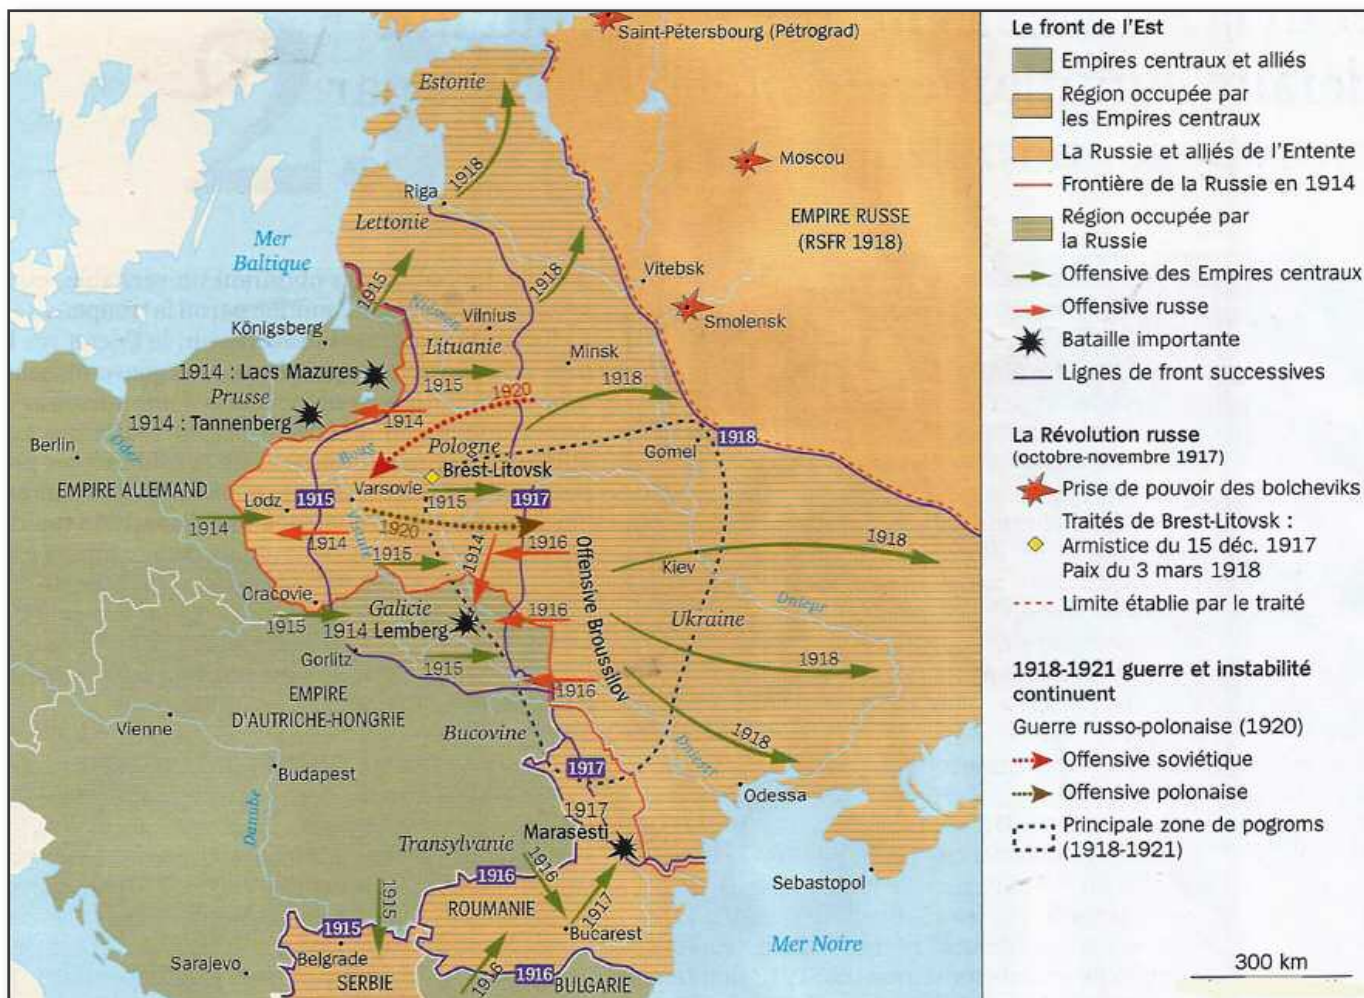 Saint-Pétersbourg (Pétrograd)
Estonie
1918
Riga
Moscou
Lettonie
EMPIRE RUSSE
(RSFR 1918)
Mer
Baltique
1915
1918
Vitebsk
Niémen
Smolensk
Vilnius
Königsberg
Lituanie
Minsk
1914 : Lacs Mazures
1915
1918
Prusse
1920
1914 : Tannenberg
1914
Berlin
Oder
Pologne
1918
Gomel
Boug
Brest-Litovsk
EMPIRE ALLEMAND
Lodz
1915
Varsovie
1915
1917
1914
1914
Vistule
1920
1914
1916
Offensive Broussilov
1918
1915
Kiev
Cracovie
Dniepr
Galicie
1916
Ukraine
1915
1914 Lemberg
Gorlitz
1915
1918
1916
EMPIRE
D'AUTRICHE-HONGRIE
Vienne
Bucovine
1918
Budapest
1917
Odessa
Danube
1917
Marasesti
Transylvanie
1916
1916
Sebastopol
1915
ROUMANIE
1917
1915
Bucarest
Mer Noire
Belgrade
Sarajevo
1916
1916
SERBIE
BULGARIE
Le front de l'Est
Empires centraux et alliés
Région occupée par
les Empires centraux
La Russie et alliés de l'Entente
Frontière de la Russie en 1914
Région occupée par
la Russie
Offensive des Empires centraux
Offensive russe
Bataille importante
Lignes de front successives
La Révolution russe
(octobre-novembre 1917)
Prise de pouvoir des bolcheviks
Traités de Brest-Litovsk :
Armistice du 15 déc. 1917
Paix du 3 mars 1918
Limite établie par le traité
1918-1921 guerre et instabilité
continuent
Guerre russo-polonaise (1920)
Offensive soviétique
Offensive polonaise
Principale zone de pogroms
(1918-1921)
300 km